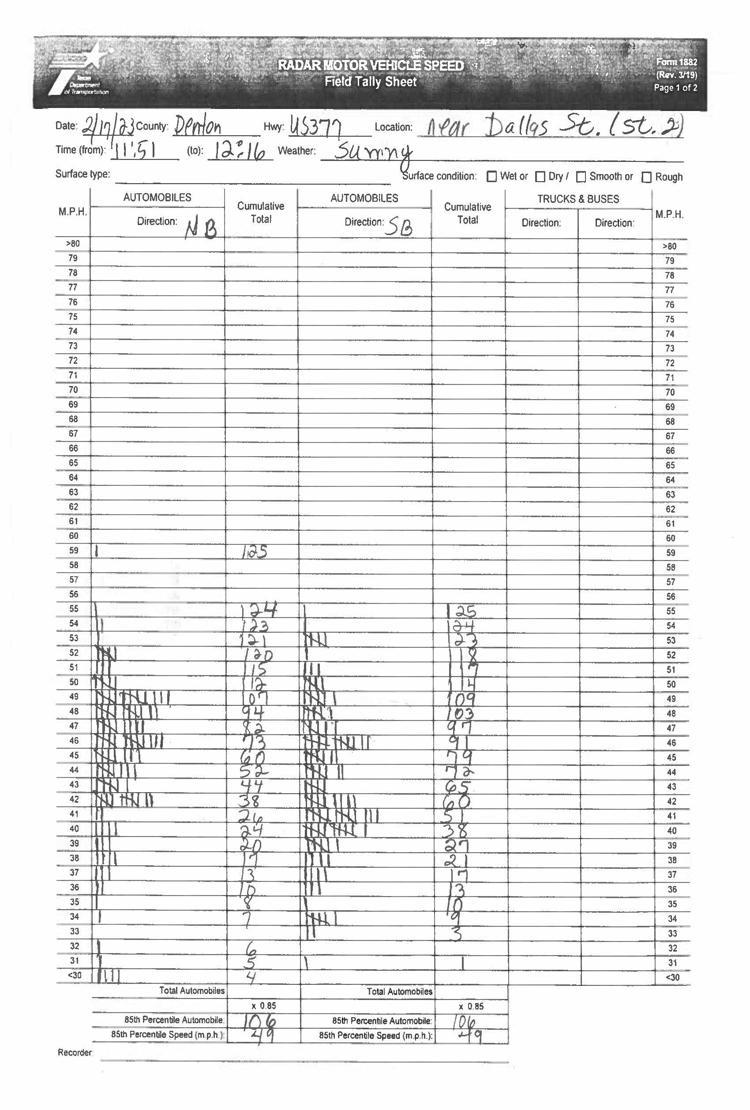 Texas Department of Transportation
RADAR MOTOR VEHICLE SPEED
Field Tally Sheet
Form 1882
(Rev. 3/19)
Page 1 of 2
Date: 2/17/23 County: Denton Hwy: US377 Location: near Dallas St. (St. 2)
Time (from): 11:51 (to): 12:16 Weather: Sunny
Surface type: Surface condition: Wet or Dry / Smooth or Rough
M.P.H. AUTOMOBILES Direction: NB Cumulative Total AUTOMOBILES Direction: SB Cumulative Total TRUCKS & BUSES Direction: Direction: M.P.H.
>80 >80
79 79
78 78
77 77
76 76
75 75
74 74
73 73
72 72
71 71
70 70
69 69
68 68
67 67
66 66
65 65
64 64
63 63
62 62
61 61
60 60
59 125 59
58 58
57 57
56 56
55 124 125 55
54 123 124 54
53 121 123 53
52 120 118 52
51 115 117 51
50 112 114 50
49 107 109 49
48 94 103 48
47 82 97 47
46 73 91 46
45 60 79 45
44 52 72 44
43 44 65 43
42 38 60 42
41 26 51 41
40 24 38 40
39 20 27 39
38 17 21 38
37 13 17 37
36 10 13 36
35 8 10 35
34 7 9 34
33 3 33
32 6 32
31 5 1 31
<30 4 <30
Total Automobiles Total Automobiles
x 0.85 x 0.85
85th Percentile Automobile: 106 85th Percentile Automobile: 106
85th Percentile Speed (m.p.h.): 49 85th Percentile Speed (m.p.h.): 49
Recorder: